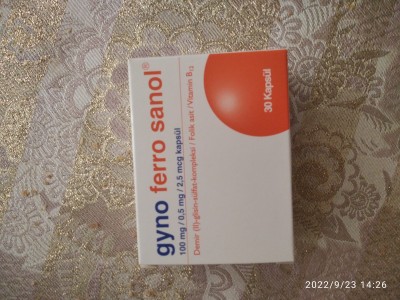 gyno ferro sanol®
100 mg / 0,5 mg / 2,5 mcg kapsül
Demir (II)-glisin-sülfat-kompleksi / Folik asit / Vitamin B12
30 Kapsül
2022/9/23 14:26